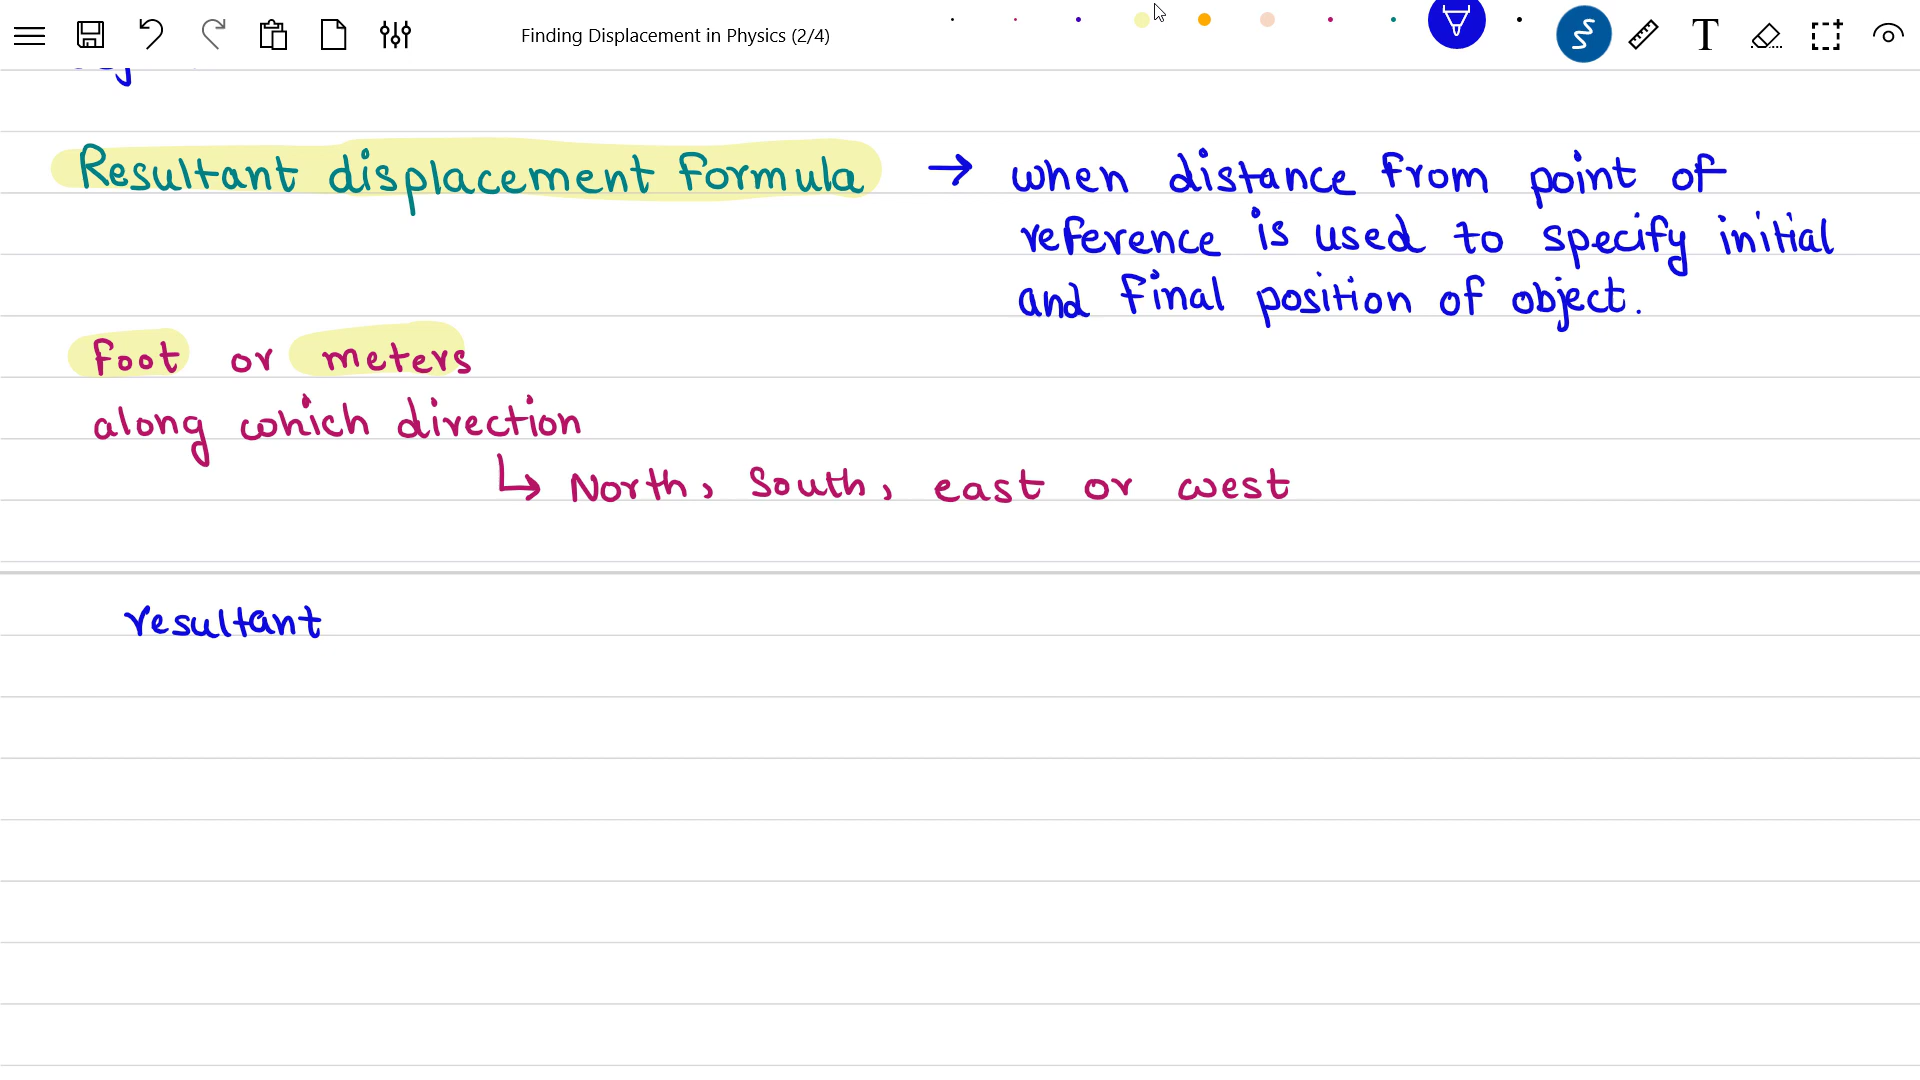 Finding Displacement in Physics (2/4)
T
Resultant displacement formula → when distance from point of
reference is used to specify initial
and final position of object.
foot or meters
along which direction
↳ North, South, east or west
resultant